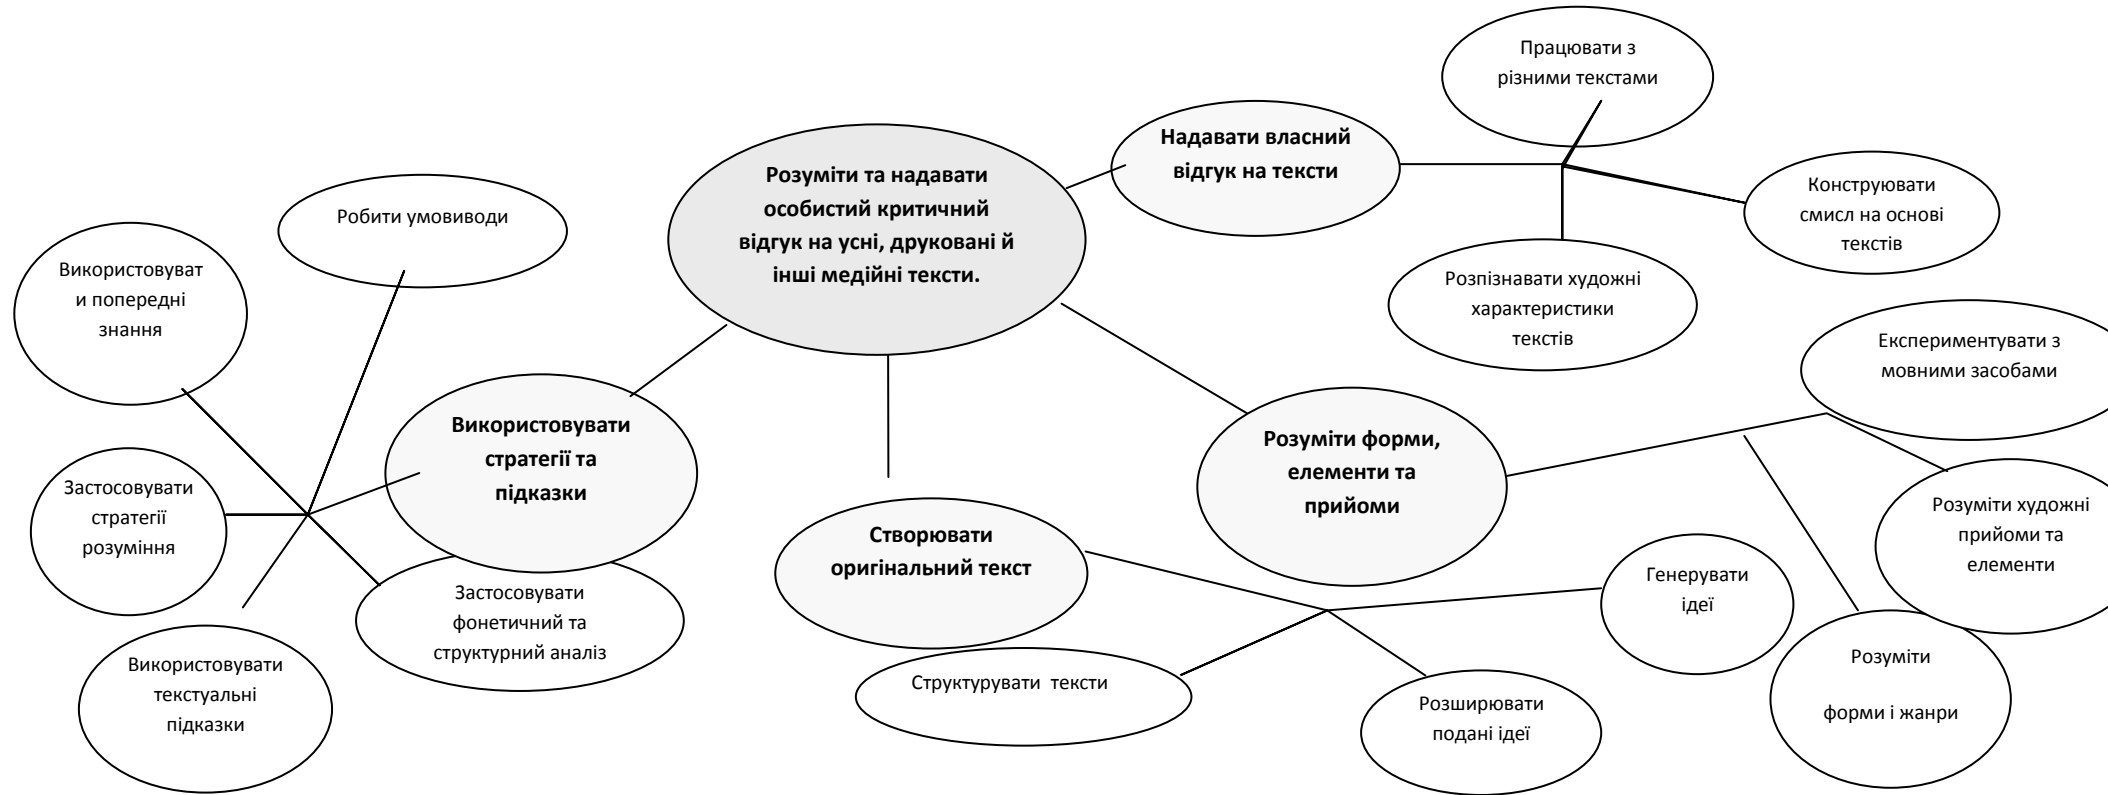 Працювати з
різними текстами
Надавати власний
відгук на тексти
Розуміти та надавати
особистий критичний
відгук на усні, друковані й
інші медійні тексти.
Конструювати
смисл на основі
текстів
Робити умовиводи
Використовуват
и попередні
знання
Розпізнавати художні
характеристики
текстів
Експериментувати з
мовними засобами
Використовувати
стратегії та
підказки
Розуміти форми,
елементи та
прийоми
Застосовувати
стратегії
розуміння
Розуміти художні
прийоми та
елементи
Створювати
оригінальний текст
Генерувати
ідеї
Застосовувати
фонетичний та
структурний аналіз
Використовувати
текстуальні
підказки
Структурувати тексти
Розширювати
подані ідеї
Розуміти
форми і жанри